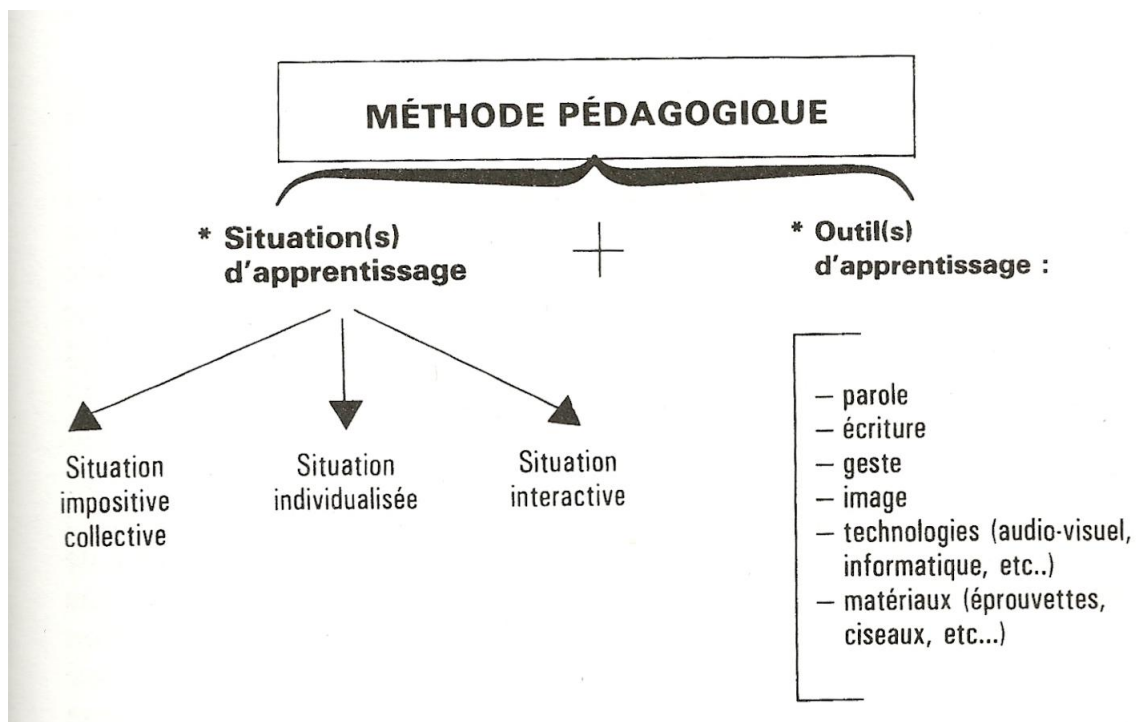 MÉTHODE PÉDAGOGIQUE
* Situation(s)
d'apprentissage
+
* Outil(s)
d'apprentissage :
Situation
impositive
collective
Situation
individualisée
Situation
interactive
– parole
– écriture
– geste
– image
– technologies (audio-visuel,
informatique, etc..)
– matériaux (éprouvettes,
ciseaux, etc...)